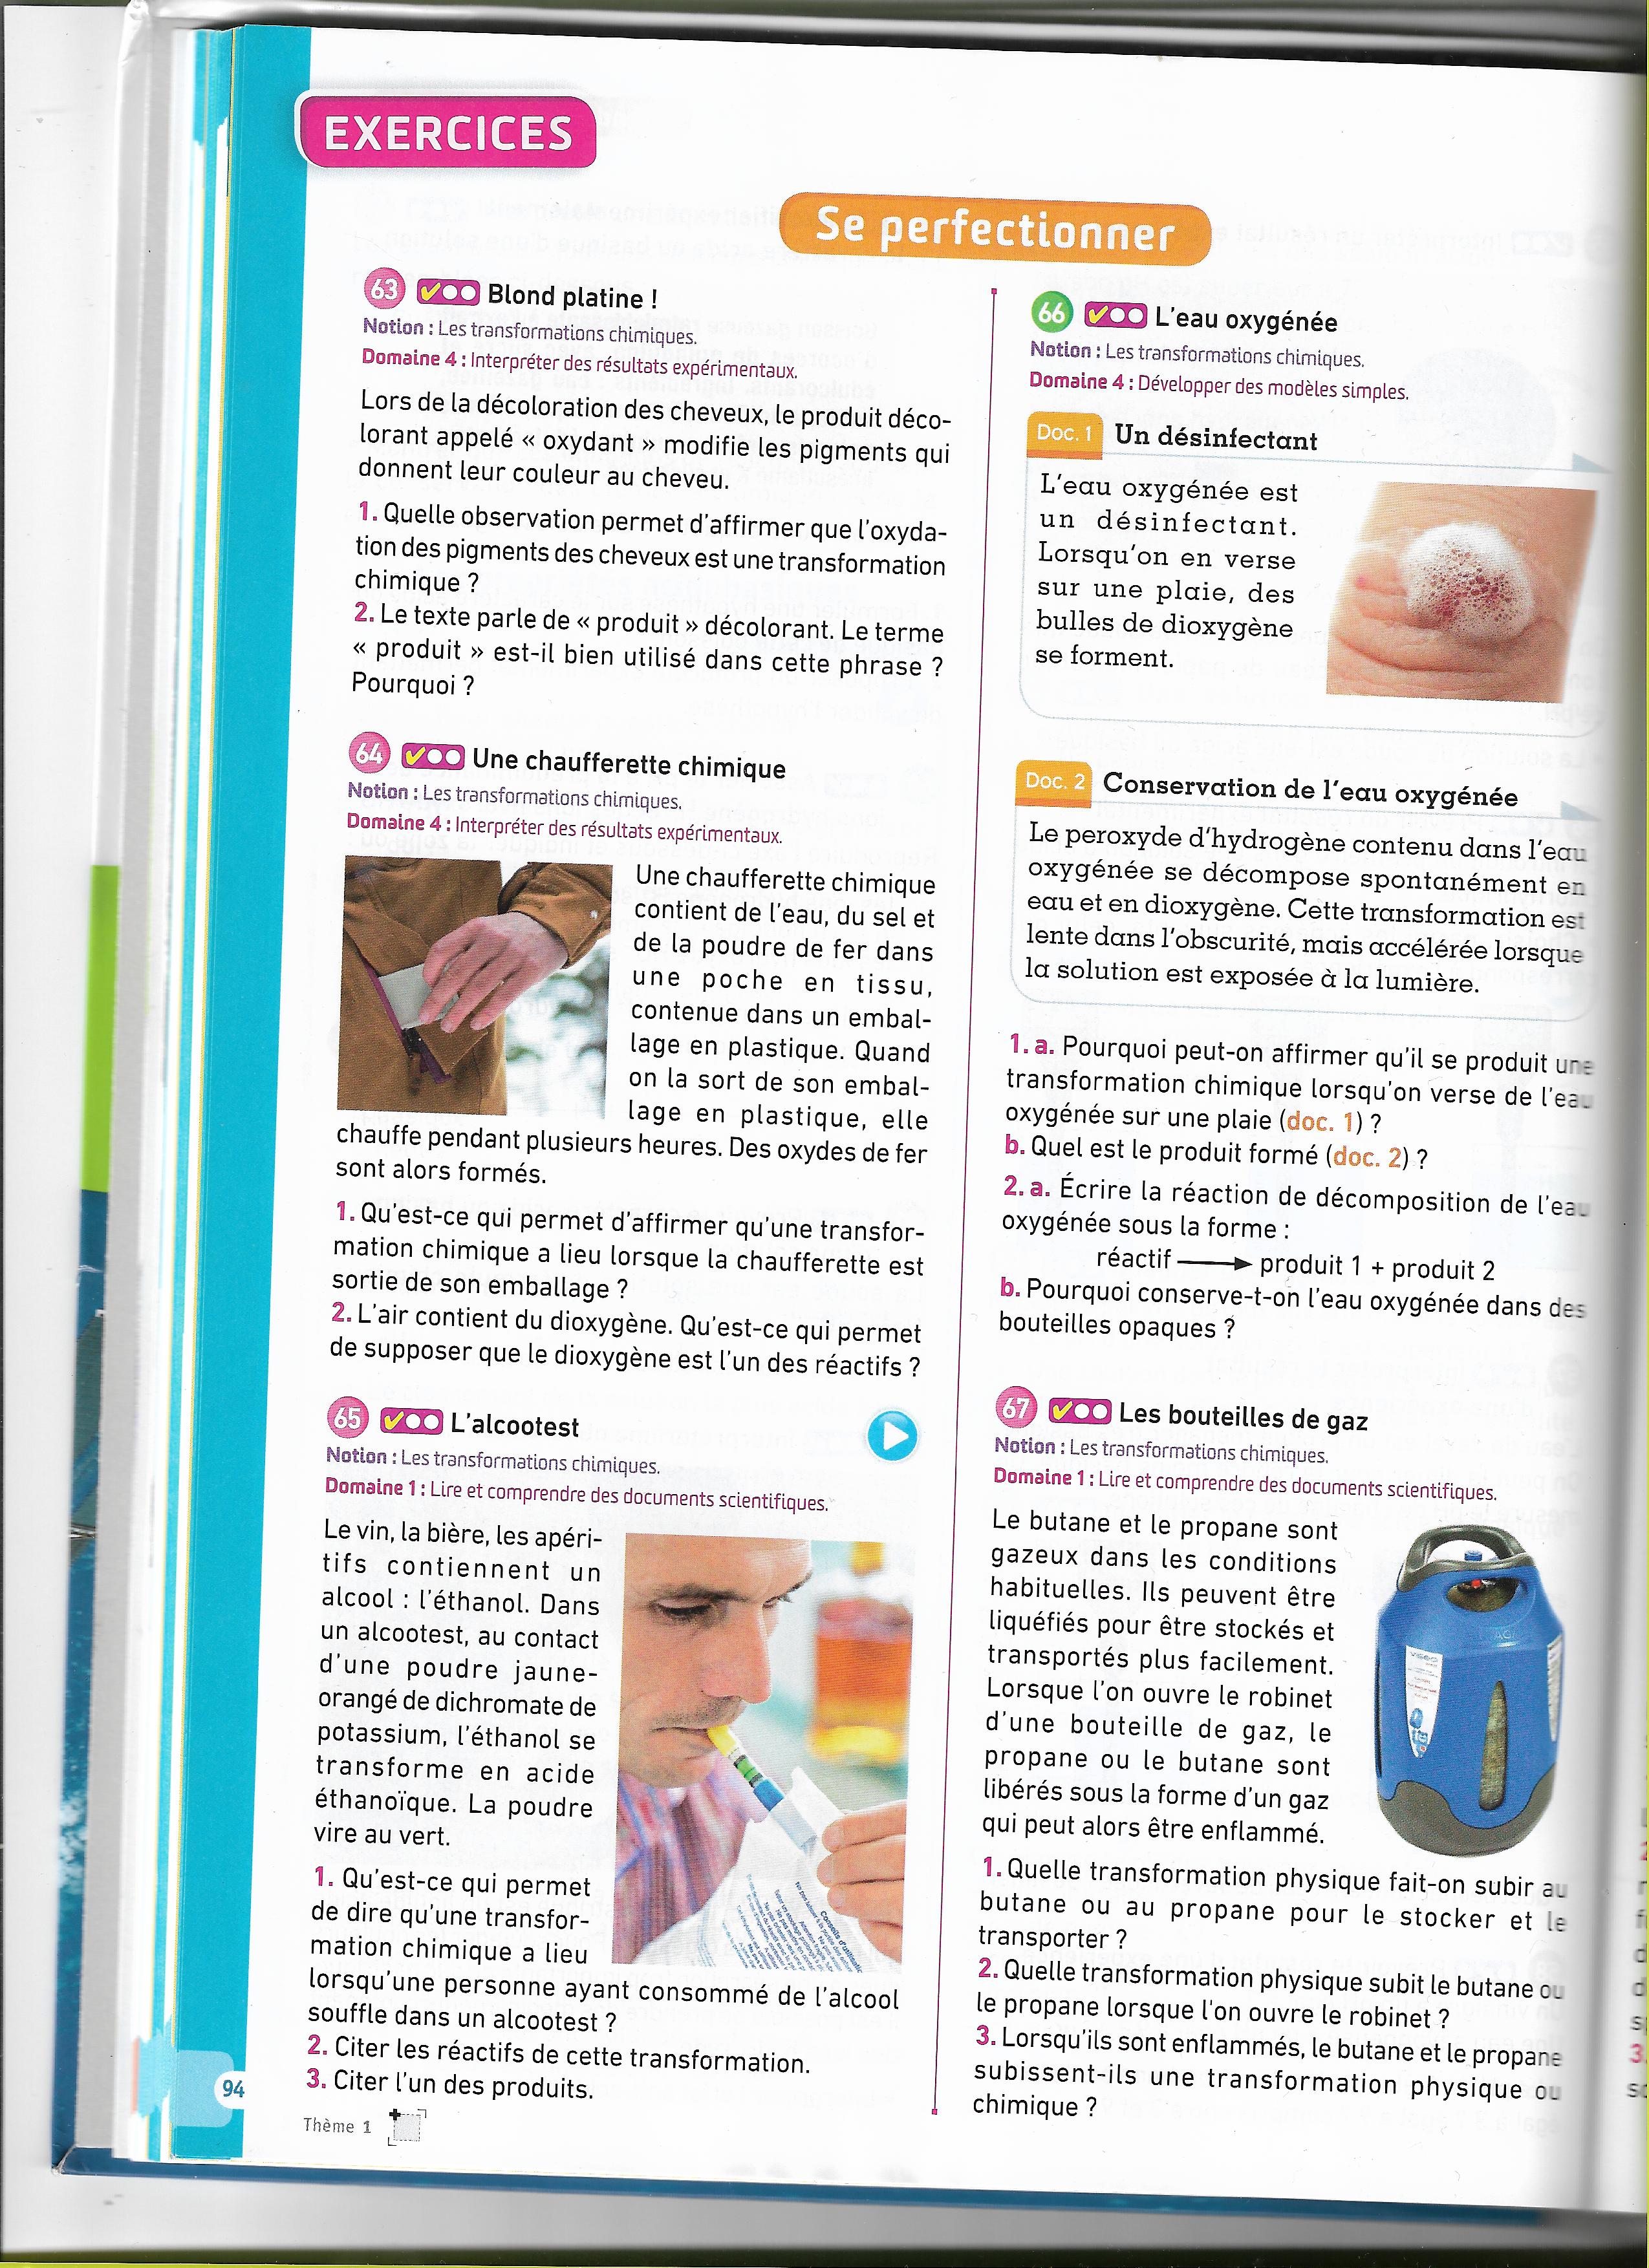 EXERCICES
Se perfectionner
63 Blond platine !
Notion : Les transformations chimiques.
Domaine 4 : Interpréter des résultats expérimentaux.
Lors de la décoloration des cheveux, le produit déco-
lorant appelé « oxydant » modifie les pigments qui
donnent leur couleur au cheveu.
1. Quelle observation permet d'affirmer que l'oxyda-
tion des pigments des cheveux est une transformation
chimique ?
2. Le texte parle de « produit » décolorant. Le terme
« produit » est-il bien utilisé dans cette phrase ?
Pourquoi ?
64 Une chaufferette chimique
Notion : Les transformations chimiques.
Domaine 4 : Interpréter des résultats expérimentaux.
Une chaufferette chimique
contient de l'eau, du sel et
de la poudre de fer dans
une poche en tissu,
contenue dans un embal-
lage en plastique. Quand
on la sort de son embal-
lage en plastique, elle
chauffe pendant plusieurs heures. Des oxydes de fer
sont alors formés.
1. Qu'est-ce qui permet d'affirmer qu'une transfor-
mation chimique a lieu lorsque la chaufferette est
sortie de son emballage ?
2. L'air contient du dioxygène. Qu'est-ce qui permet
de supposer que le dioxygène est l'un des réactifs ?
65 L'alcootest
Notion : Les transformations chimiques.
Domaine 1 : Lire et comprendre des documents scientifiques.
Le vin, la bière, les apéri-
tifs contiennent un
alcool : l'éthanol. Dans
un alcootest, au contact
d'une poudre jaune-
orangé de dichromate de
potassium, l'éthanol se
transforme en acide
éthanoïque. La poudre
vire au vert.
1. Qu'est-ce qui permet
de dire qu'une transfor-
mation chimique a lieu
lorsqu'une personne ayant consommé de l'alcool
souffle dans un alcootest ?
2. Citer les réactifs de cette transformation.
3. Citer l'un des produits.
94
Thème 1
66 L'eau oxygénée
Notion : Les transformations chimiques.
Domaine 4 : Développer des modèles simples.
Doc. 1 Un désinfectant
L'eau oxygénée est
un désinfectant.
Lorsqu'on en verse
sur une plaie, des
bulles de dioxygène
se forment.
Doc. 2 Conservation de l'eau oxygénée
Le peroxyde d'hydrogène contenu dans l'eau
oxygénée se décompose spontanément en
eau et en dioxygène. Cette transformation est
lente dans l'obscurité, mais accélérée lorsque
la solution est exposée à la lumière.
1. a. Pourquoi peut-on affirmer qu'il se produit une
transformation chimique lorsqu'on verse de l'eau
oxygénée sur une plaie (doc. 1) ?
b. Quel est le produit formé (doc. 2) ?
2. a. Écrire la réaction de décomposition de l'eau
oxygénée sous la forme :
réactif → produit 1 + produit 2
b. Pourquoi conserve-t-on l'eau oxygénée dans des
bouteilles opaques ?
67 Les bouteilles de gaz
Notion : Les transformations chimiques.
Domaine 1 : Lire et comprendre des documents scientifiques.
Le butane et le propane sont
gazeux dans les conditions
habituelles. Ils peuvent être
liquéfiés pour être stockés et
transportés plus facilement.
Lorsque l'on ouvre le robinet
d'une bouteille de gaz, le
propane ou le butane sont
libérés sous la forme d'un gaz
qui peut alors être enflammé.
1. Quelle transformation physique fait-on subir au
butane ou au propane pour le stocker et le
transporter ?
2. Quelle transformation physique subit le butane ou
le propane lorsque l'on ouvre le robinet ?
3. Lorsqu'ils sont enflammés, le butane et le propane
subissent-ils une transformation physique ou
chimique ?